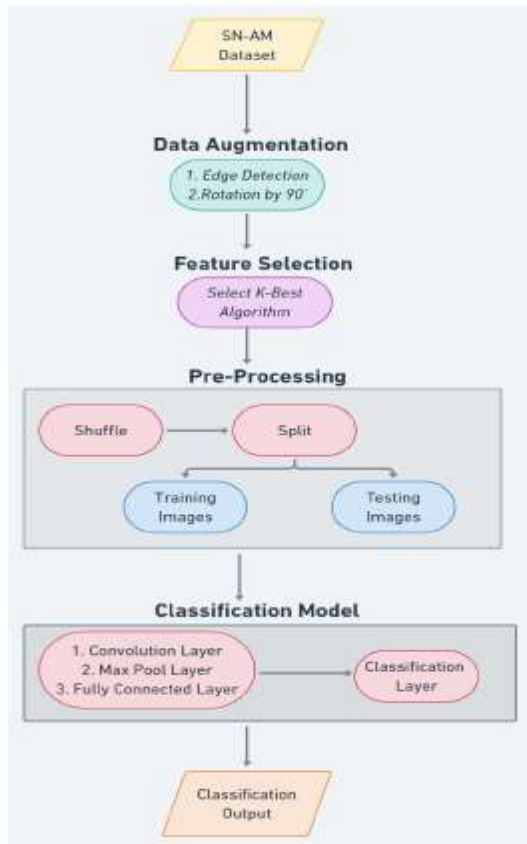 SN-AM
Dataset
Data Augmentation
1. Edge Detection
2.Rotation by 90°
Feature Selection
Select K-Best
Algorithm
Pre-Processing
Shuffle
Split
Training
Images
Testing
Images
Classification Model
1. Convolution Layer
2. Max Pool Layer
3. Fully Connected Layer
Classification
Layer
Classification
Output